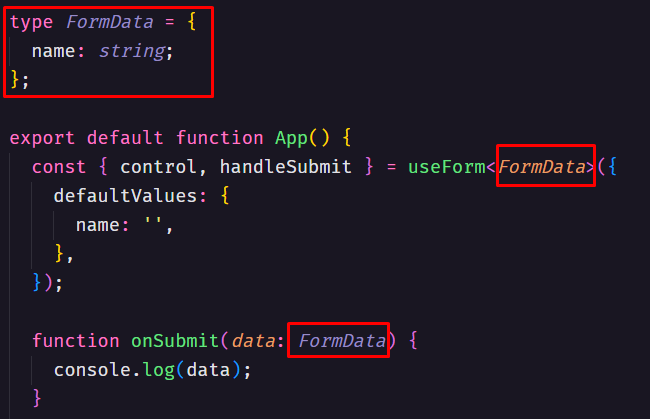 type FormData = {
  name: string;
};

export default function App() {
  const { control, handleSubmit } = useForm<FormData>({
    defaultValues: {
      name: '',
    },
  });

  function onSubmit(data: FormData) {
    console.log(data);
  }